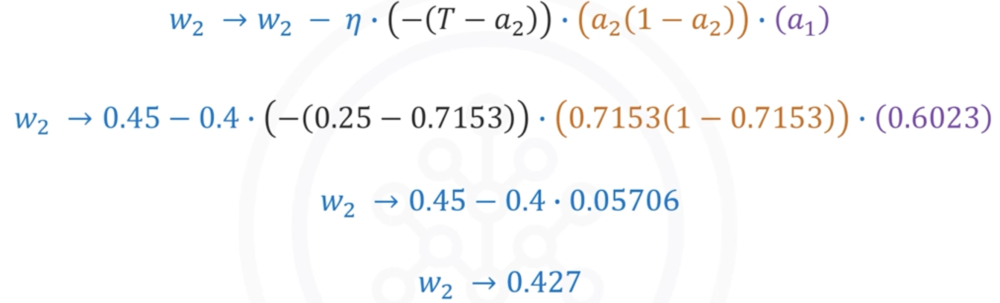 w₂ → w₂ − η · (−(T − a₂)) · (a₂(1 − a₂)) · (a₁)
w₂ → 0.45 − 0.4 · (−(0.25 − 0.7153)) · (0.7153(1 − 0.7153)) · (0.6023)
w₂ → 0.45 − 0.4 · 0.05706
w₂ → 0.427